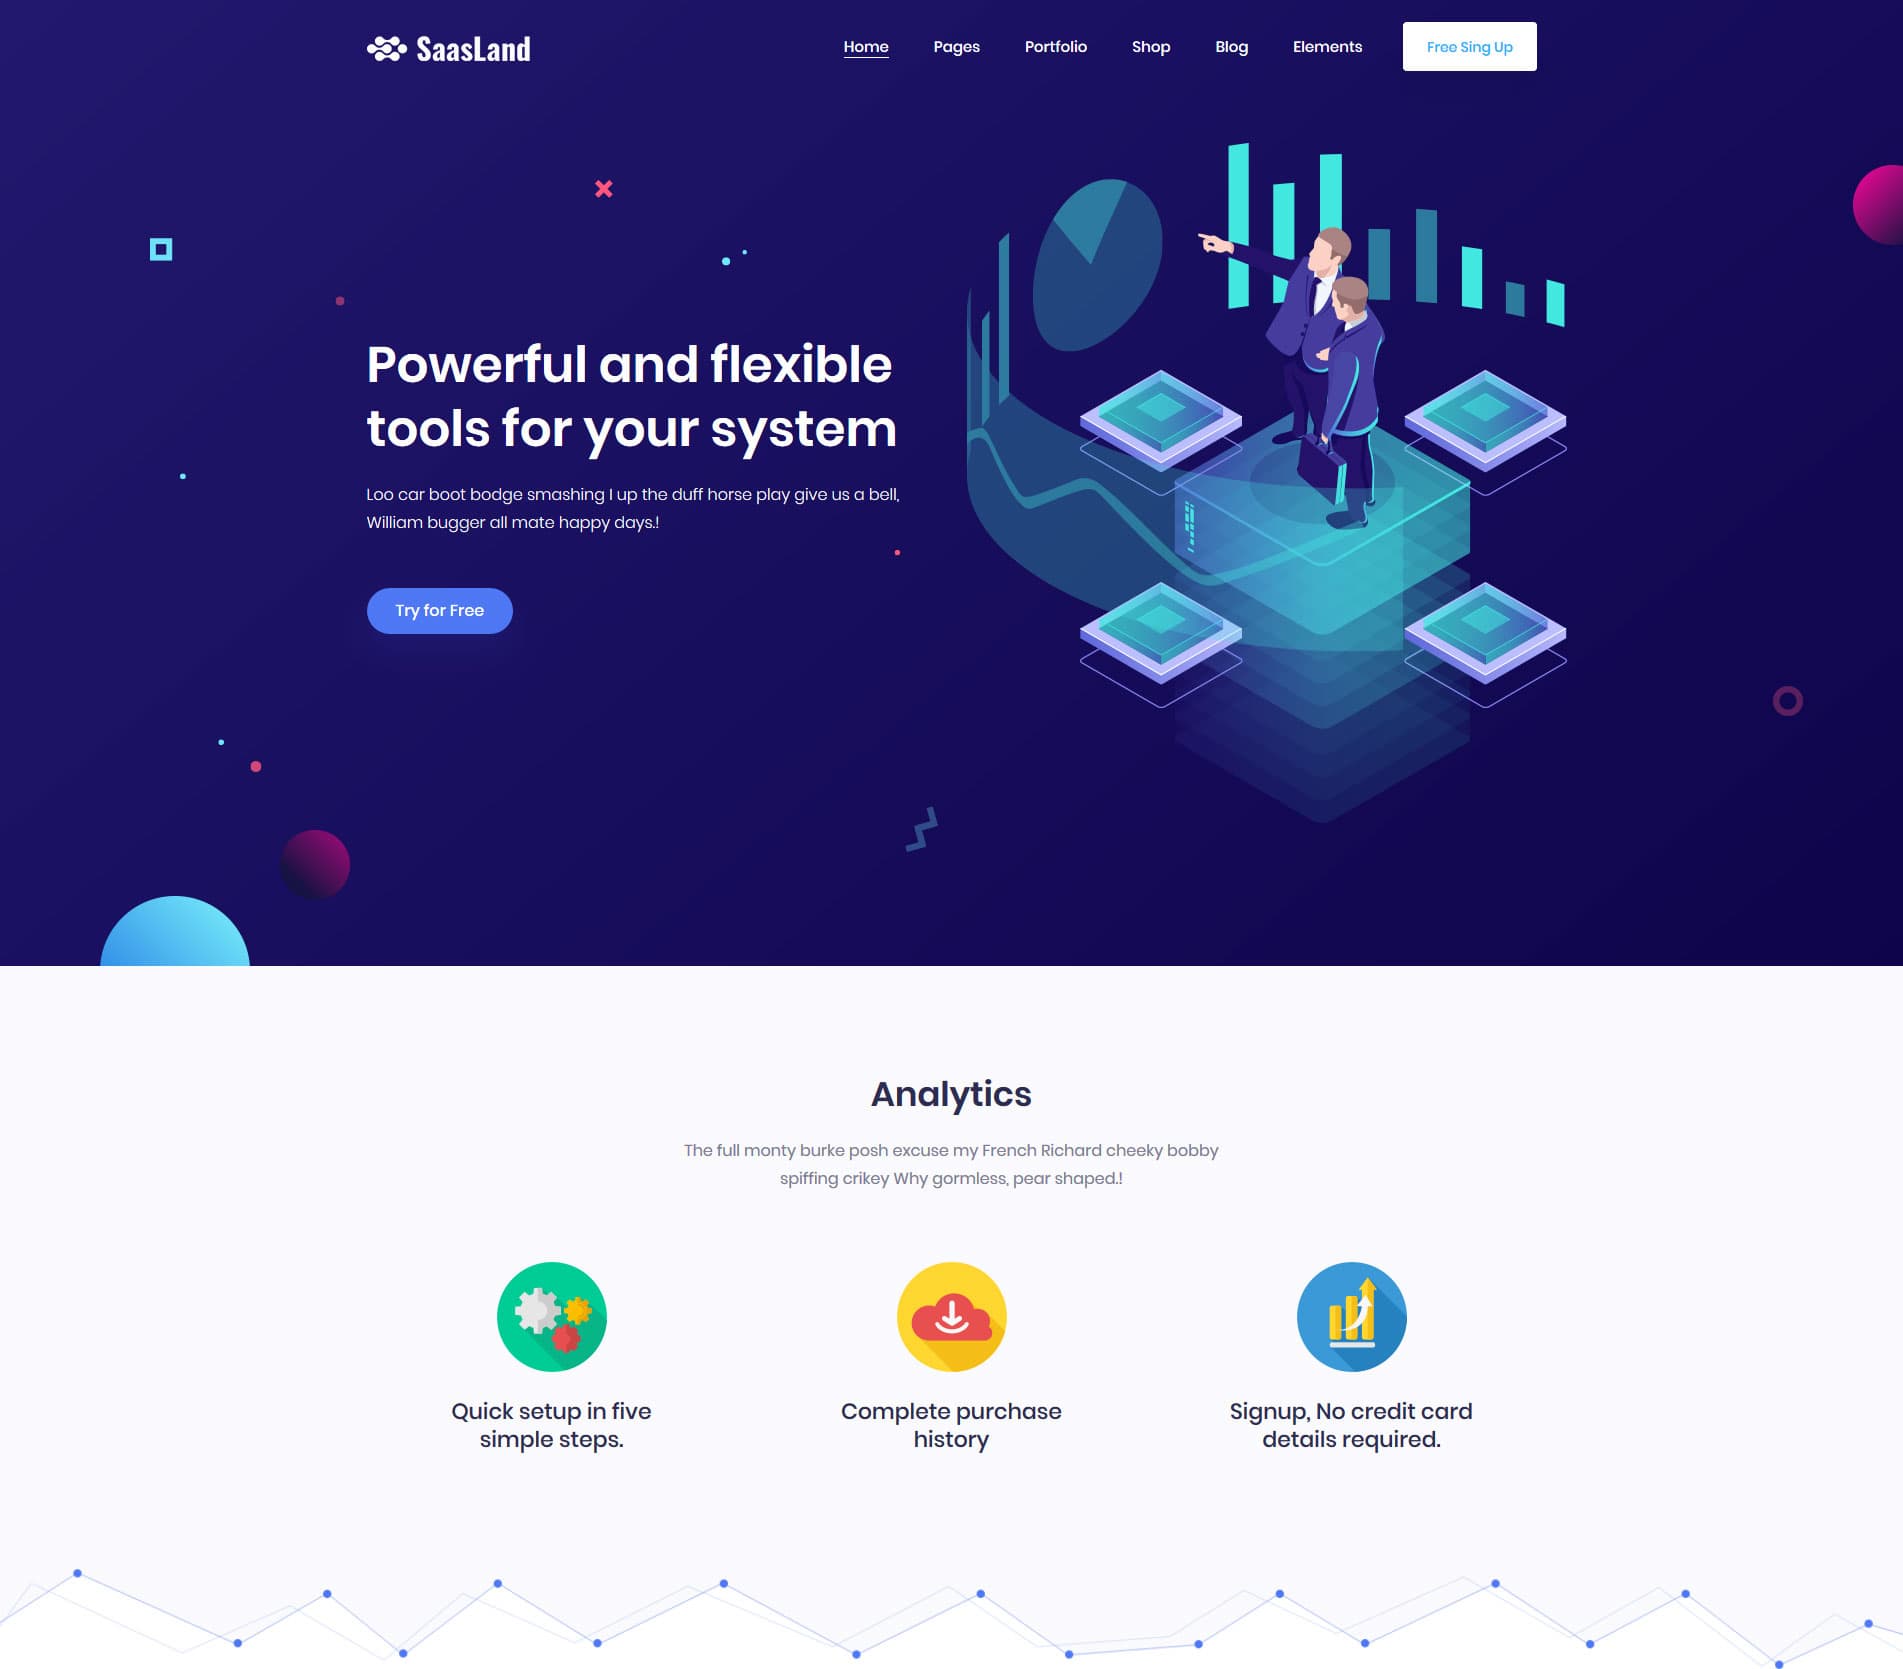 SaasLand
Home Pages Portfolio Shop Blog Elements Free Sing Up
Powerful and flexible
tools for your system
Loo car boot bodge smashing I up the duff horse play give us a bell,
William bugger all mate happy days.!
Try for Free
Analytics
The full monty burke posh excuse my French Richard cheeky bobby
spiffing crikey Why gormless, pear shaped.!
Quick setup in five
simple steps.
Complete purchase
history
Signup, No credit card
details required.